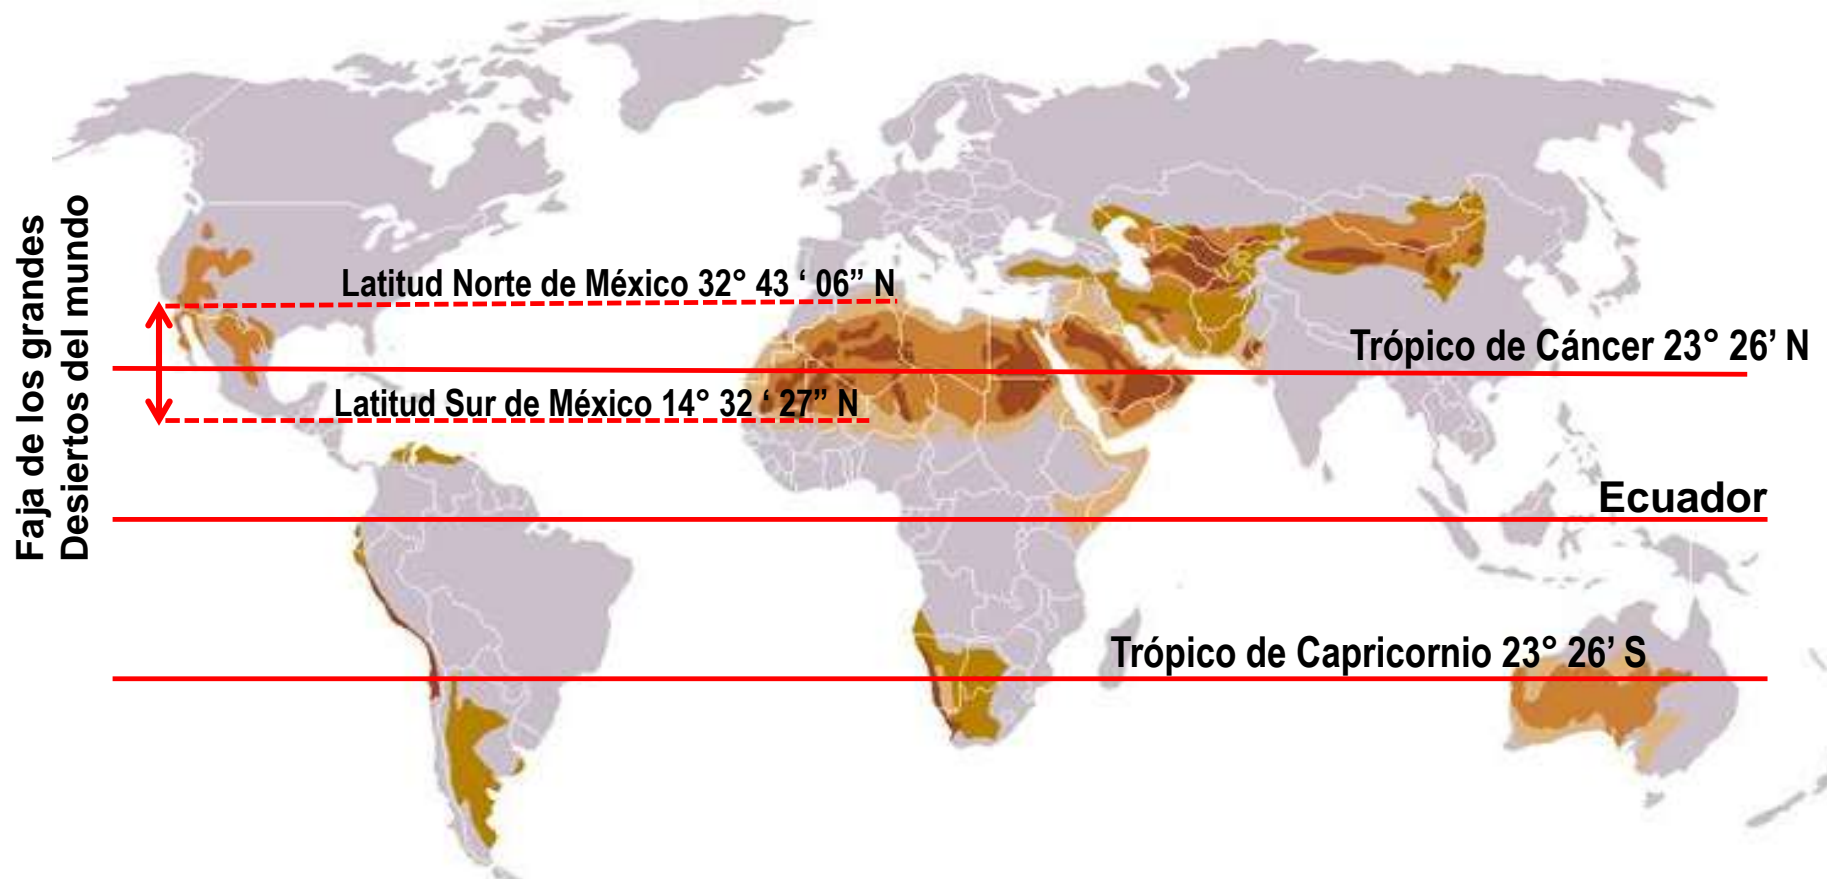 Faja de los grandes
Desiertos del mundo
Latitud Norte de México 32° 43 ‘ 06” N
Trópico de Cáncer 23° 26’ N
Latitud Sur de México 14° 32 ‘ 27” N
Ecuador
Trópico de Capricornio 23° 26’ S